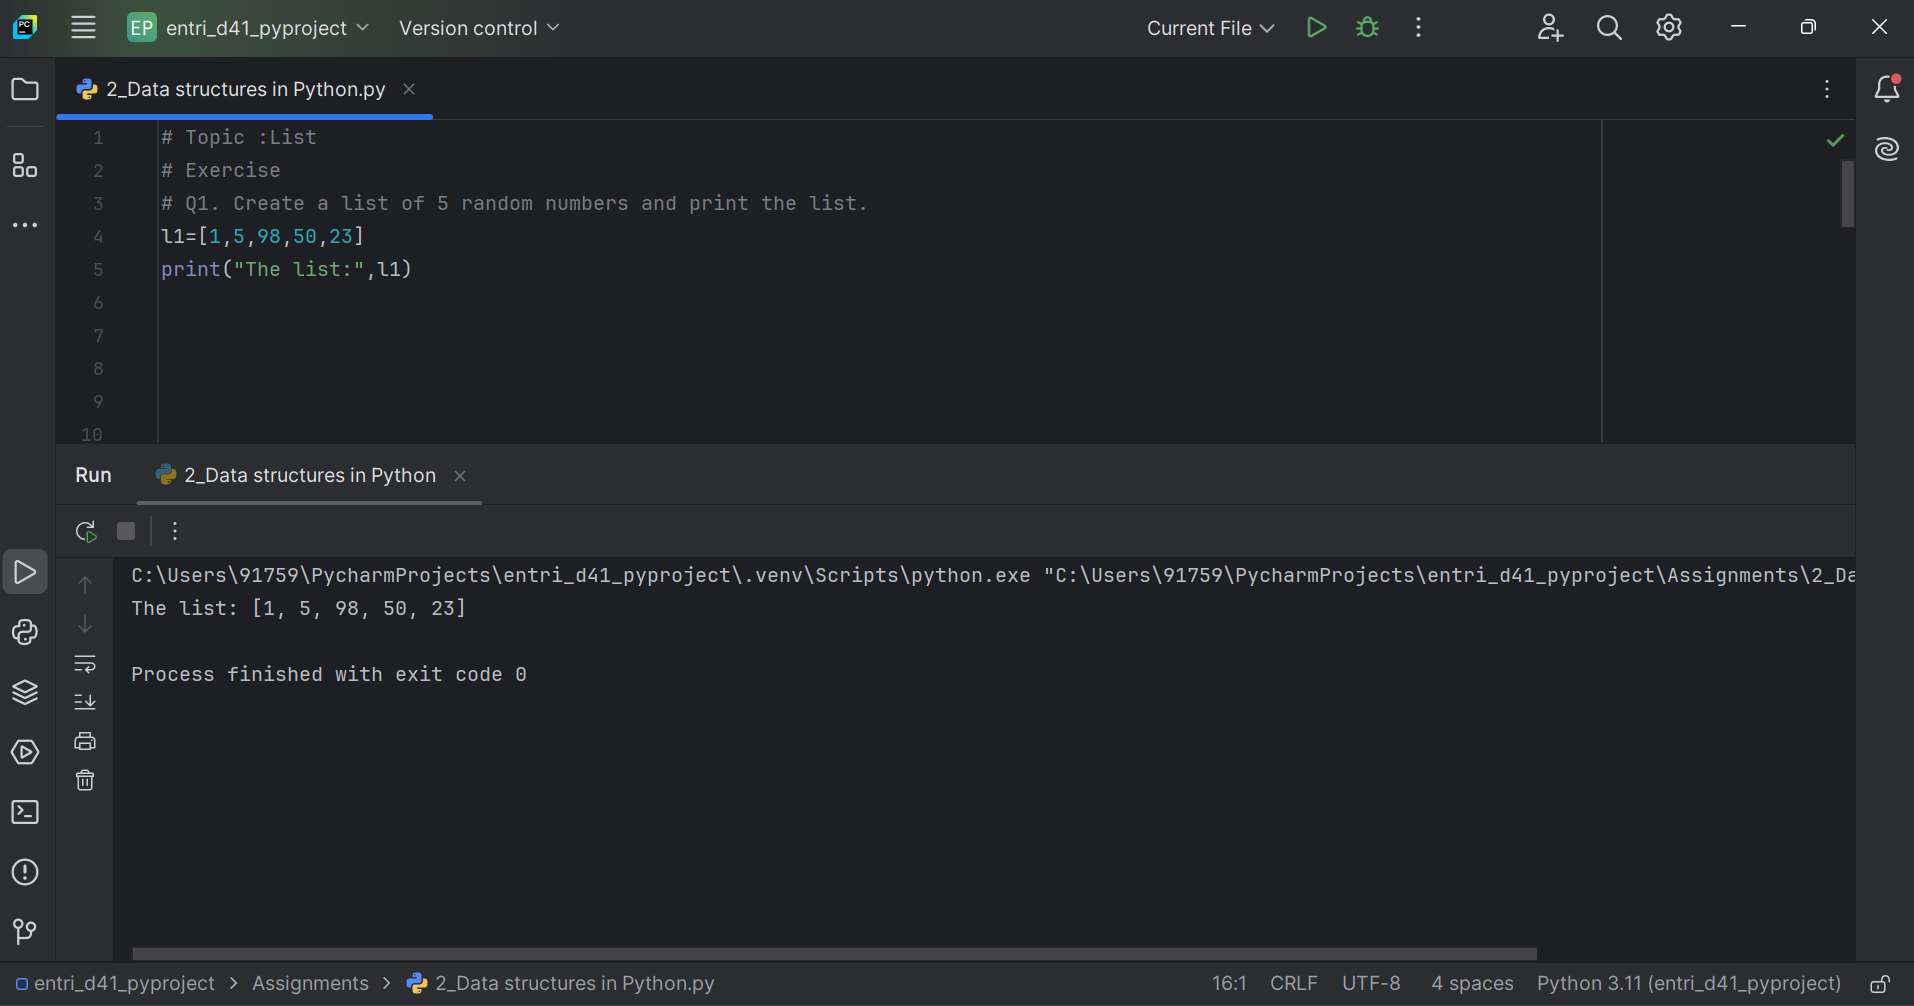 EP entri_d41_pyproject Version control Current File
2_Data structures in Python.py
1 # Topic :List
2 # Exercise
3 # Q1. Create a list of 5 random numbers and print the list.
4 l1=[1,5,98,50,23]
5 print("The list:",l1)
6
7
8
9
10
Run 2_Data structures in Python
C:\Users\91759\PycharmProjects\entri_d41_pyproject\.venv\Scripts\python.exe "C:\Users\91759\PycharmProjects\entri_d41_pyproject\Assignments\2_Da
The list: [1, 5, 98, 50, 23]
Process finished with exit code 0
entri_d41_pyproject > Assignments > 2_Data structures in Python.py 16:1 CRLF UTF-8 4 spaces Python 3.11 (entri_d41_pyproject)